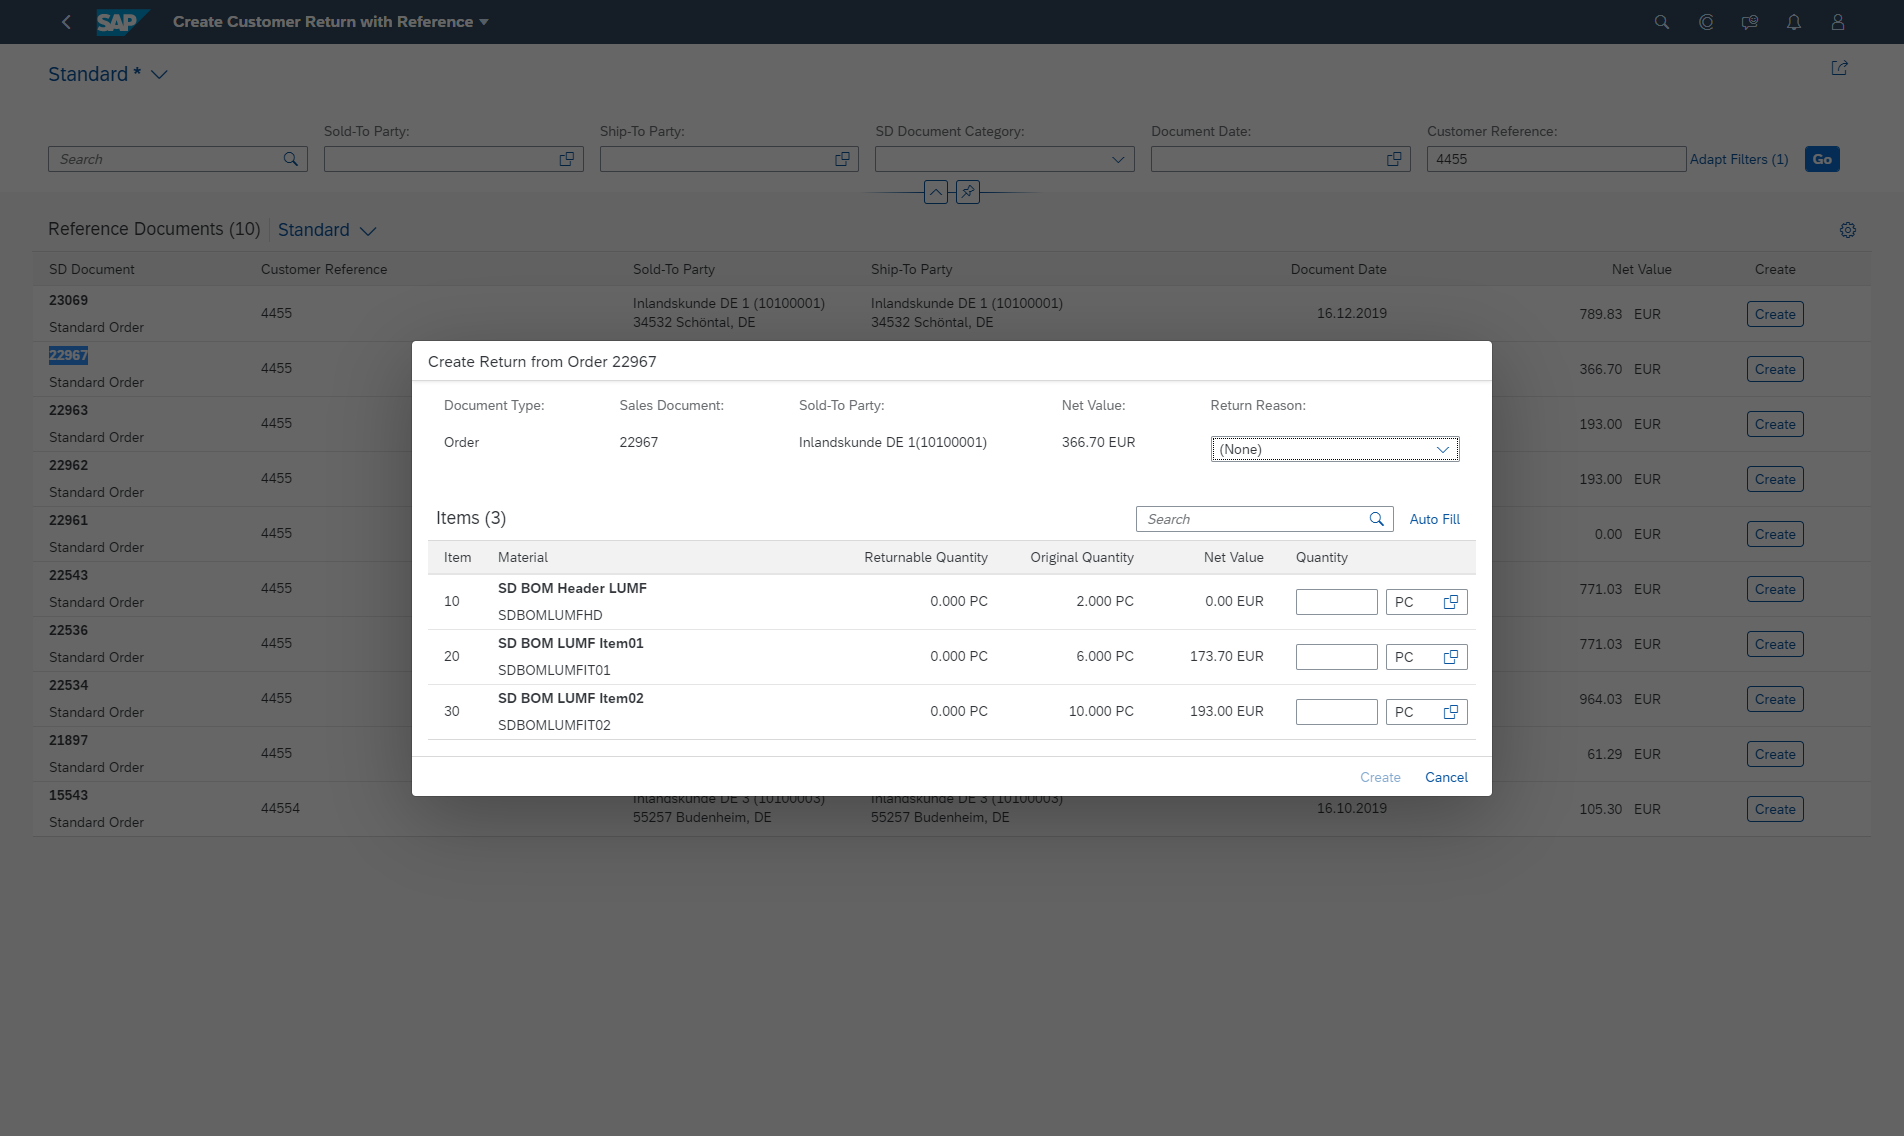 SAP Create Customer Return with Reference
Standard *
Sold-To Party: Ship-To Party: SD Document Category: Document Date: Customer Reference:
Search 4455 Adapt Filters (1) Go
Reference Documents (10) Standard
SD Document Customer Reference Sold-To Party Ship-To Party Document Date Net Value Create
23069
Standard Order 4455 Inlandskunde DE 1 (10100001) Inlandskunde DE 1 (10100001) 16.12.2019 789.83 EUR Create
34532 Schöntal, DE 34532 Schöntal, DE
22967
Standard Order 4455 366.70 EUR Create
22963
Standard Order 4455 193.00 EUR Create
22962
Standard Order 4455 193.00 EUR Create
22961
Standard Order 4455 0.00 EUR Create
22543
Standard Order 4455 771.03 EUR Create
22536
Standard Order 4455 771.03 EUR Create
22534
Standard Order 4455 964.03 EUR Create
21897
Standard Order 4455 61.29 EUR Create
15543
Standard Order 44554 Inlandskunde DE 3 (10100003) Inlandskunde DE 3 (10100003) 16.10.2019 105.30 EUR Create
55257 Budenheim, DE 55257 Budenheim, DE
Create Return from Order 22967
Document Type: Sales Document: Sold-To Party: Net Value: Return Reason:
Order 22967 Inlandskunde DE 1(10100001) 366.70 EUR (None)
Items (3) Search Auto Fill
Item Material Returnable Quantity Original Quantity Net Value Quantity
SD BOM Header LUMF
10 0.000 PC 2.000 PC 0.00 EUR PC
SDBOMLUMFHD
SD BOM LUMF Item01
20 0.000 PC 6.000 PC 173.70 EUR PC
SDBOMLUMFIT01
SD BOM LUMF Item02
30 0.000 PC 10.000 PC 193.00 EUR PC
SDBOMLUMFIT02
Create Cancel